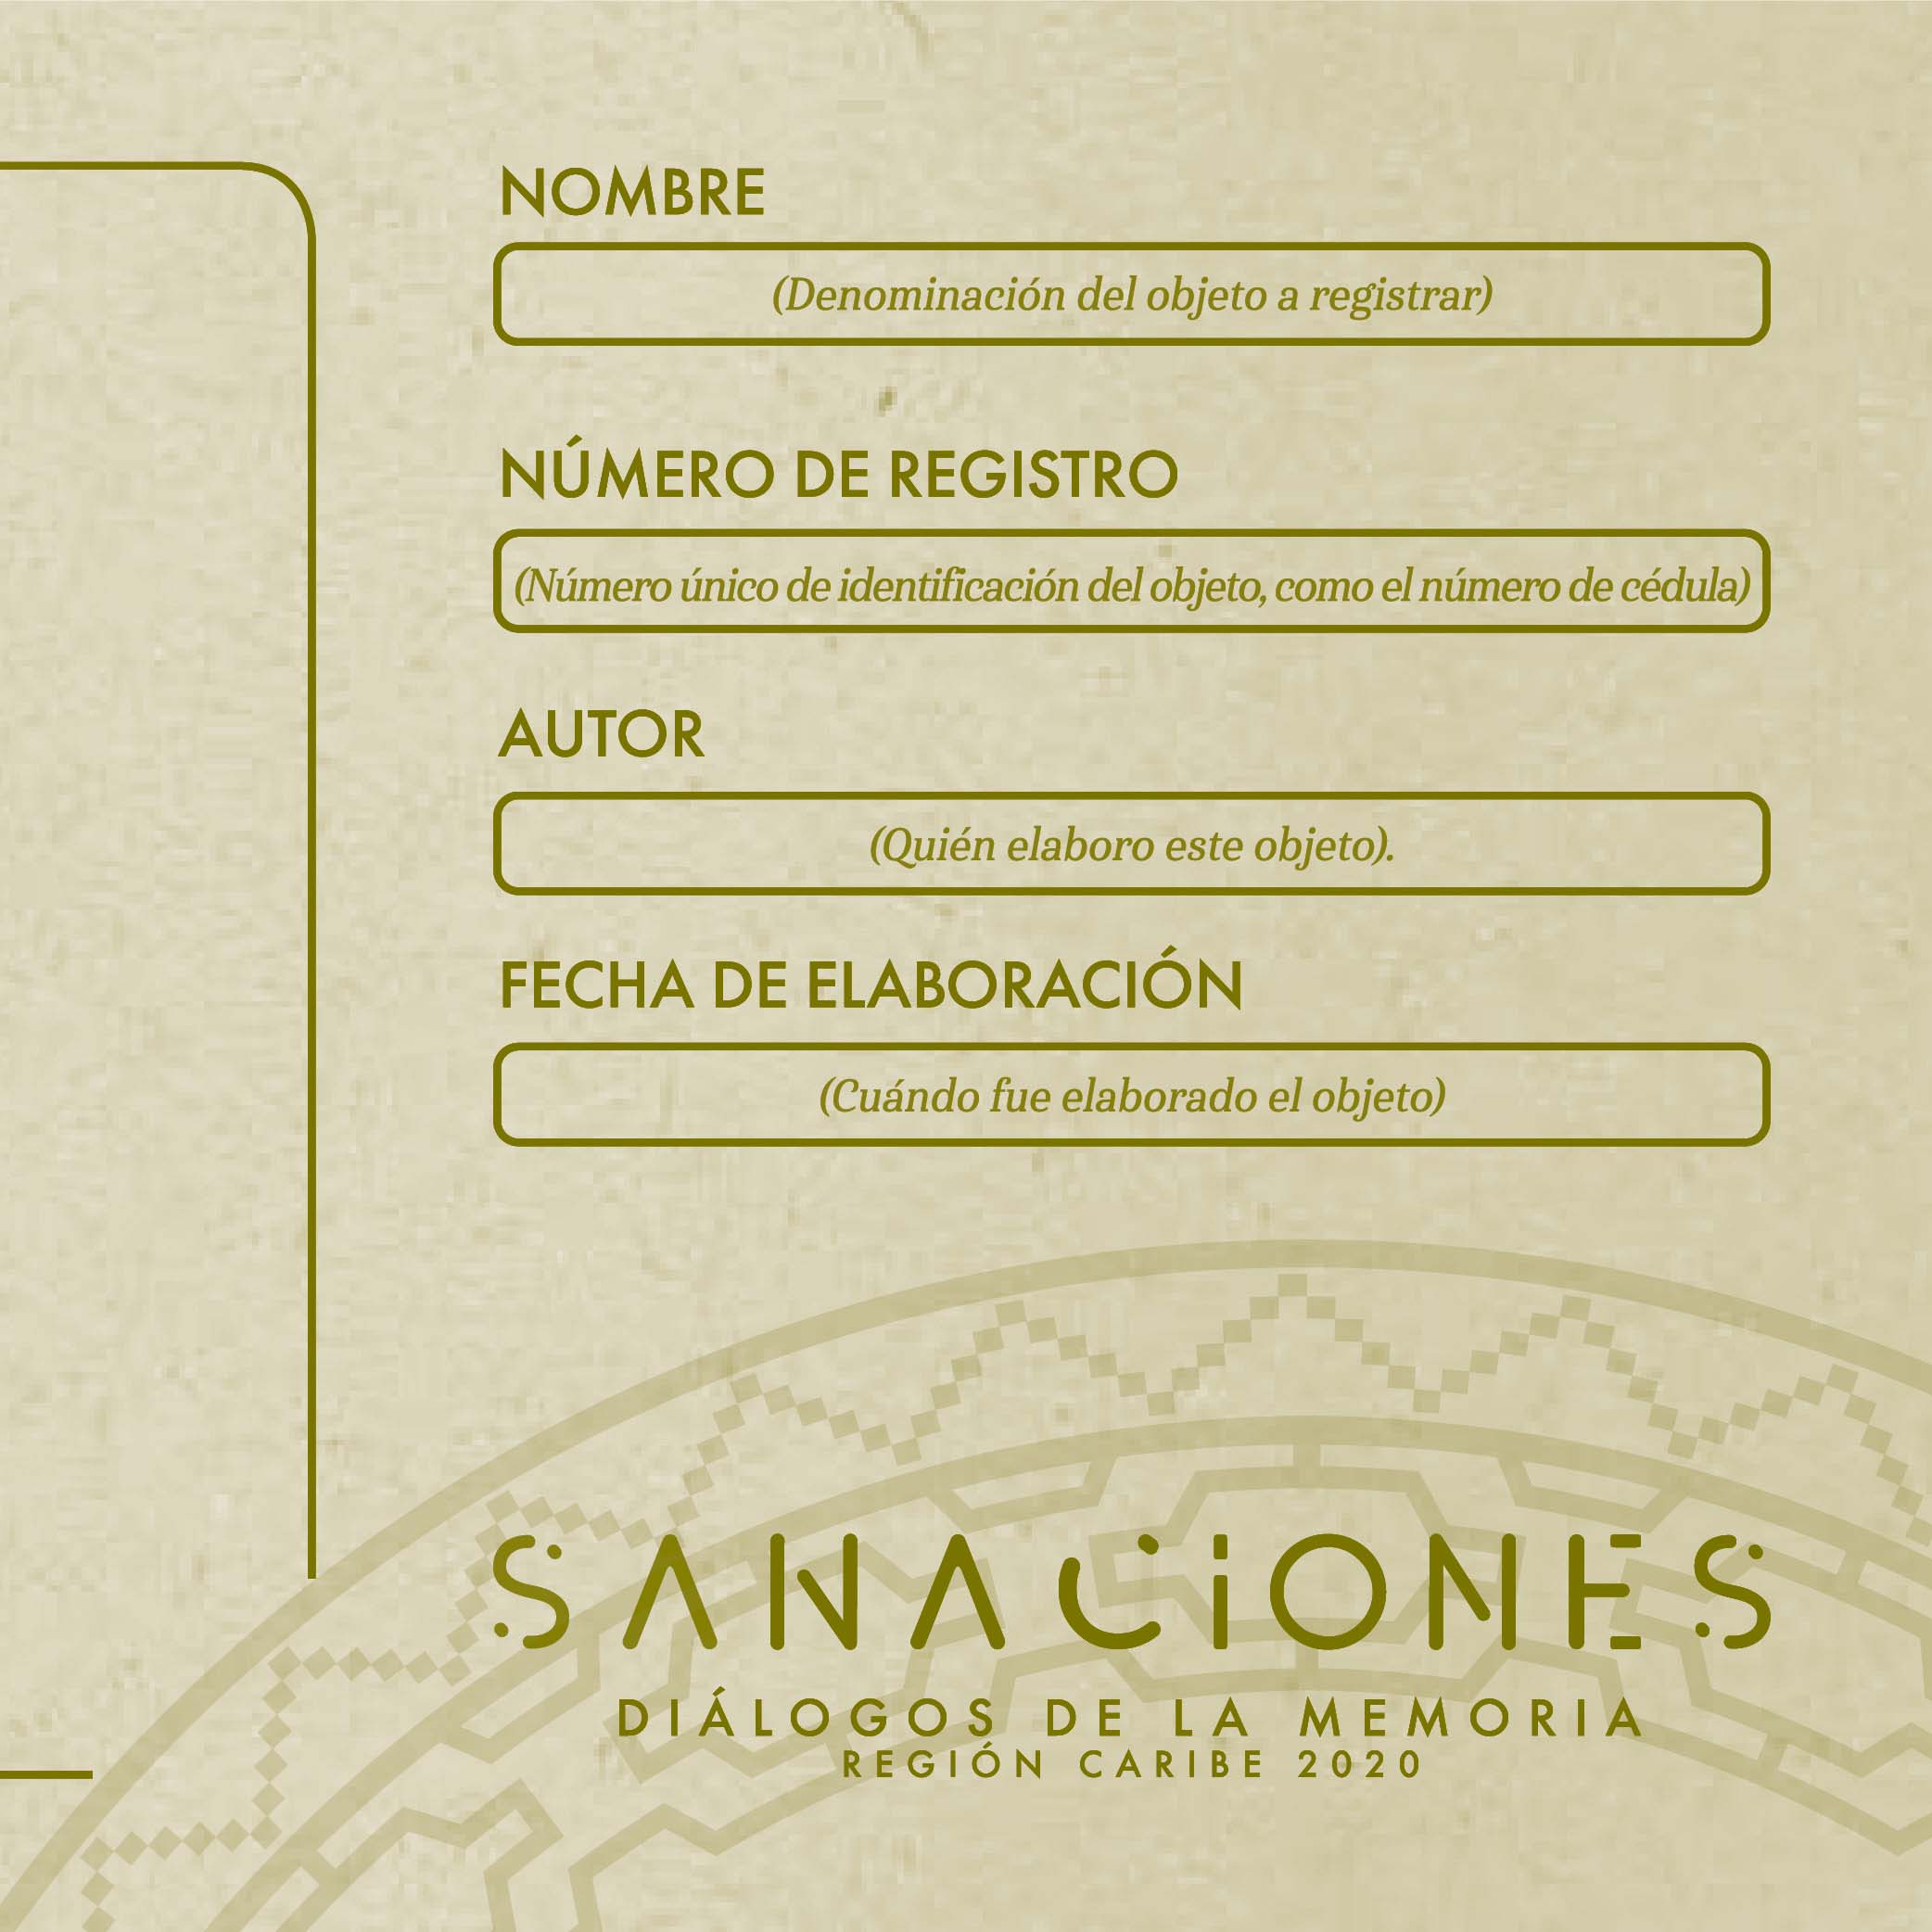 NOMBRE
(Denominación del objeto a registrar)
NÚMERO DE REGISTRO
(Número único de identificación del objeto, como el número de cédula)
AUTOR
(Quién elaboro este objeto).
FECHA DE ELABORACIÓN
(Cuándo fue elaborado el objeto)
SANACIONES
DIÁLOGOS DE LA MEMORIA
REGIÓN CARIBE 2020